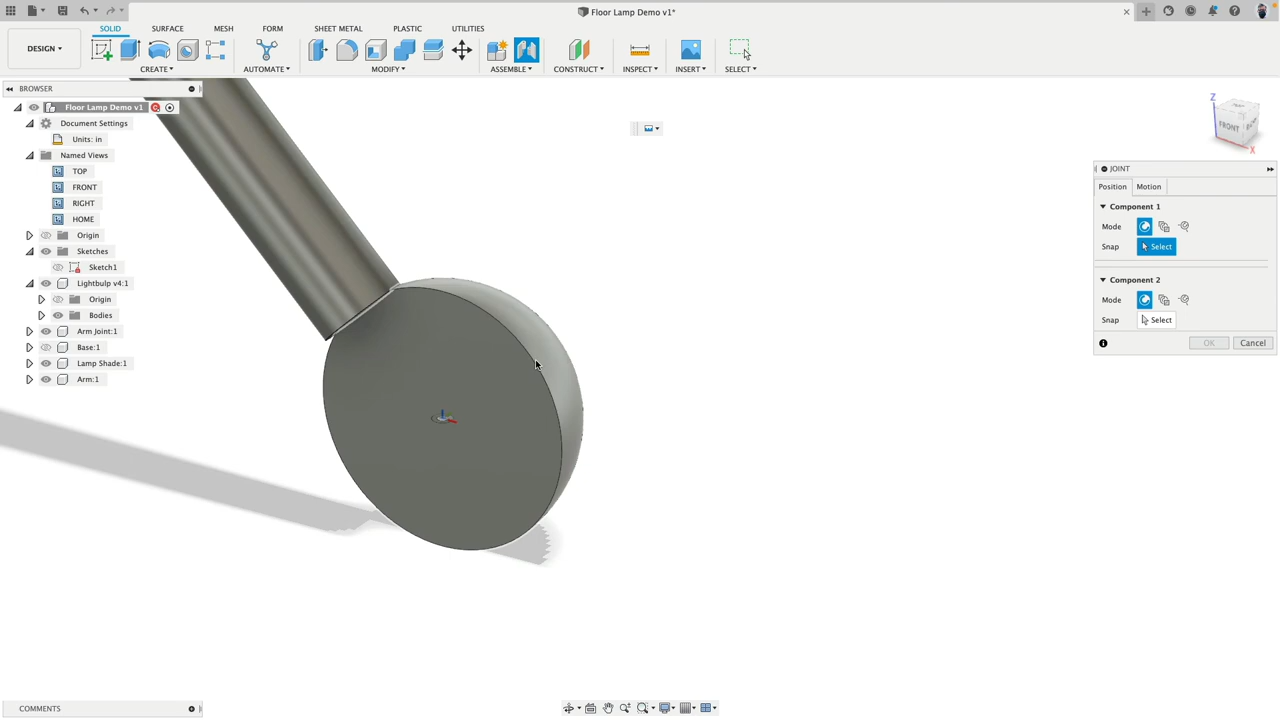 Floor Lamp Demo v1*
DESIGN
SOLID SURFACE MESH FORM SHEET METAL PLASTIC UTILITIES
CREATE AUTOMATE MODIFY ASSEMBLE CONSTRUCT INSPECT INSERT SELECT
BROWSER
Floor Lamp Demo v1
Document Settings
Units: in
Named Views
TOP
FRONT
RIGHT
HOME
Origin
Sketches
Sketch1
Lightbulp v4:1
Origin
Bodies
Arm Joint:1
Base:1
Lamp Shade:1
Arm:1
Z
FRONT
X
JOINT
Position Motion
Component 1
Mode
Snap Select
Component 2
Mode
Snap Select
OK Cancel
COMMENTS